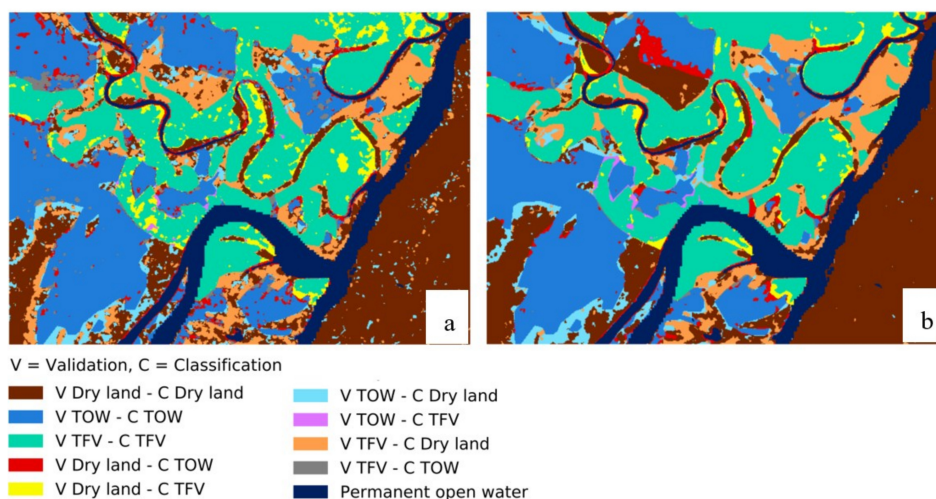 a
b
V = Validation, C = Classification
V Dry land - C Dry land
V TOW - C TOW
V TFV - C TFV
V Dry land - C TOW
V Dry land - C TFV
V TOW - C Dry land
V TOW - C TFV
V TFV - C Dry land
V TFV - C TOW
Permanent open water